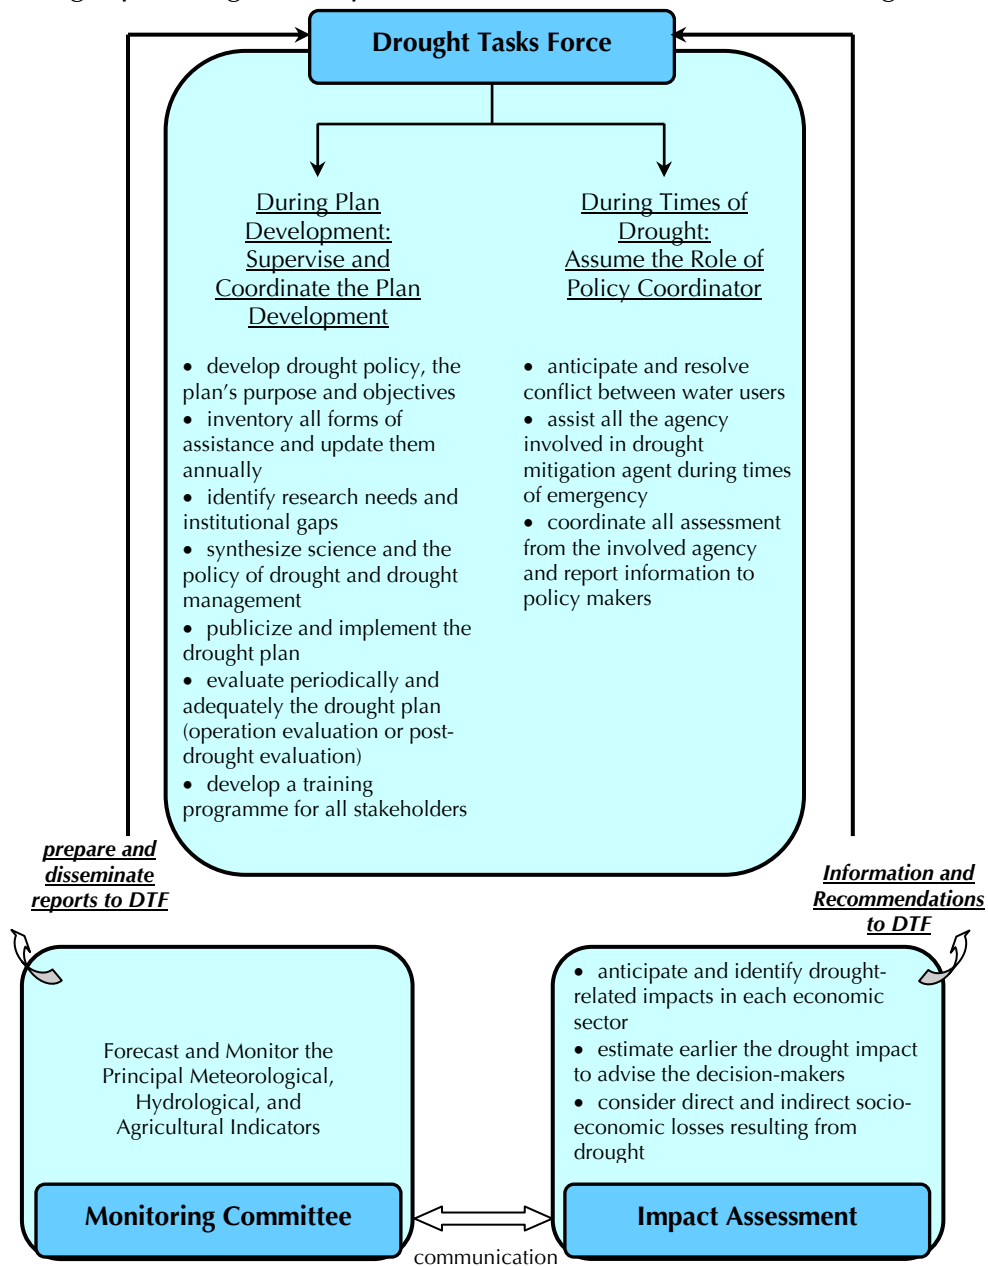 Drought Tasks Force
During Plan
Development:
Supervise and
Coordinate the Plan
Development
• develop drought policy, the
plan's purpose and objectives
• inventory all forms of
assistance and update them
annually
• identify research needs and
institutional gaps
• synthesize science and the
policy of drought and drought
management
• publicize and implement the
drought plan
• evaluate periodically and
adequately the drought plan
(operation evaluation or post-
drought evaluation)
• develop a training
programme for all stakeholders
During Times of
Drought:
Assume the Role of
Policy Coordinator
• anticipate and resolve
conflict between water users
• assist all the agency
involved in drought
mitigation agent during times
of emergency
• coordinate all assessment
from the involved agency
and report information to
policy makers
prepare and
disseminate
reports to DTF
Information and
Recommendations
to DTF
Forecast and Monitor the
Principal Meteorological,
Hydrological, and
Agricultural Indicators
Monitoring Committee
• anticipate and identify drought-
related impacts in each economic
sector
• estimate earlier the drought impact
to advise the decision-makers
• consider direct and indirect socio-
economic losses resulting from
drought
Impact Assessment
communication